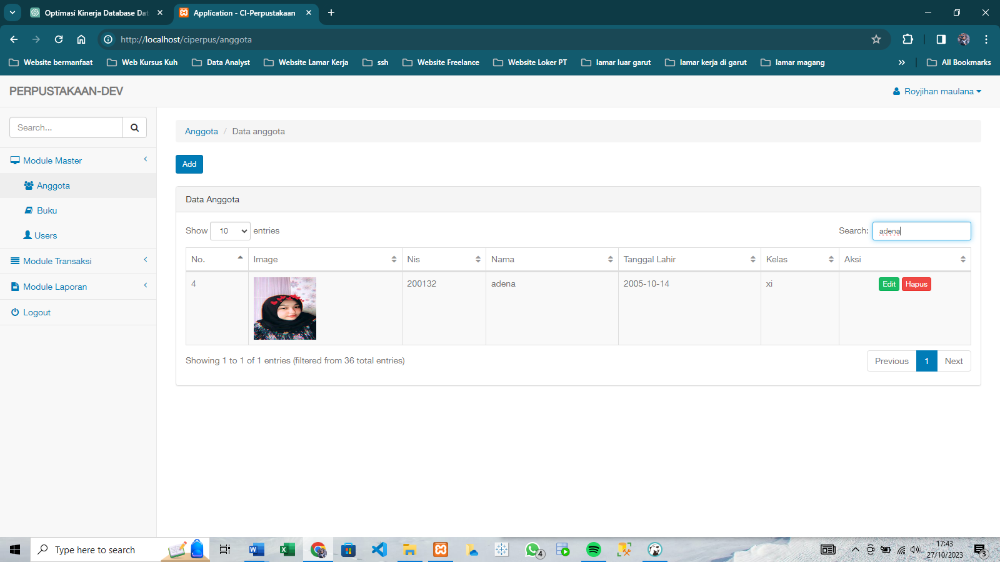 Optimasi Kinerja Database Dat
Application - CI-Perpustakaan
http://localhost/ciperpus/anggota
Website bermanfaat
Web Kursus Kuh
Data Analyst
Website Lamar Kerja
ssh
Website Freelance
Website Loker PT
lamar luar garut
lamar kerja di garut
lamar magang
All Bookmarks
PERPUSTAKAAN-DEV
Royjihan maulana
Search...
Module Master
Anggota
Buku
Users
Module Transaksi
Module Laporan
Logout
Anggota / Data anggota
Add
Data Anggota
Show 10 entries
Search: adena
No. Image Nis Nama Tanggal Lahir Kelas Aksi
4 200132 adena 2005-10-14 xi Edit Hapus
Showing 1 to 1 of 1 entries (filtered from 36 total entries)
Previous 1 Next
Type here to search
4
17:43
27/10/2023
3